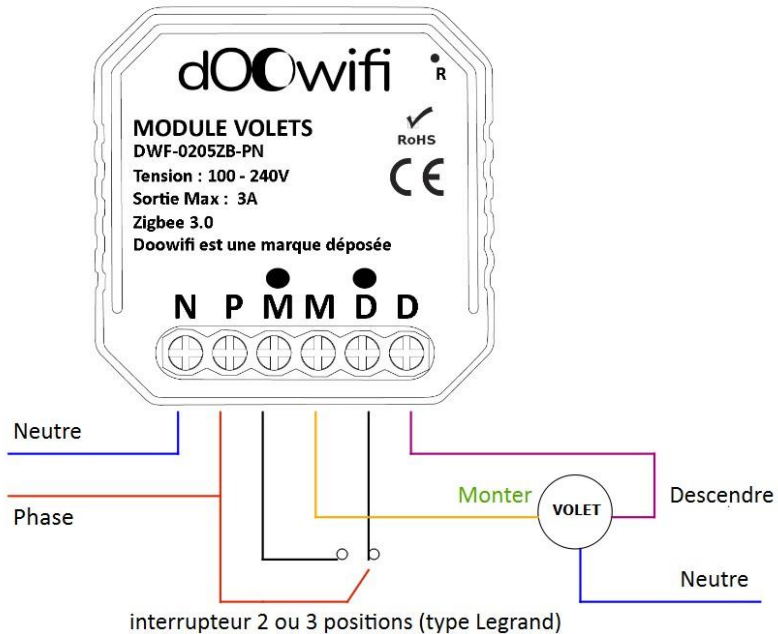 dOOwifi
R
MODULE VOLETS
DWF-0205ZB-PN
Tension : 100 - 240V
Sortie Max : 3A
Zigbee 3.0
Doowifi est une marque déposée
RoHS
CE
N P M M D D
Neutre
Phase
Monter
VOLET
Descendre
Neutre
interrupteur 2 ou 3 positions (type Legrand)